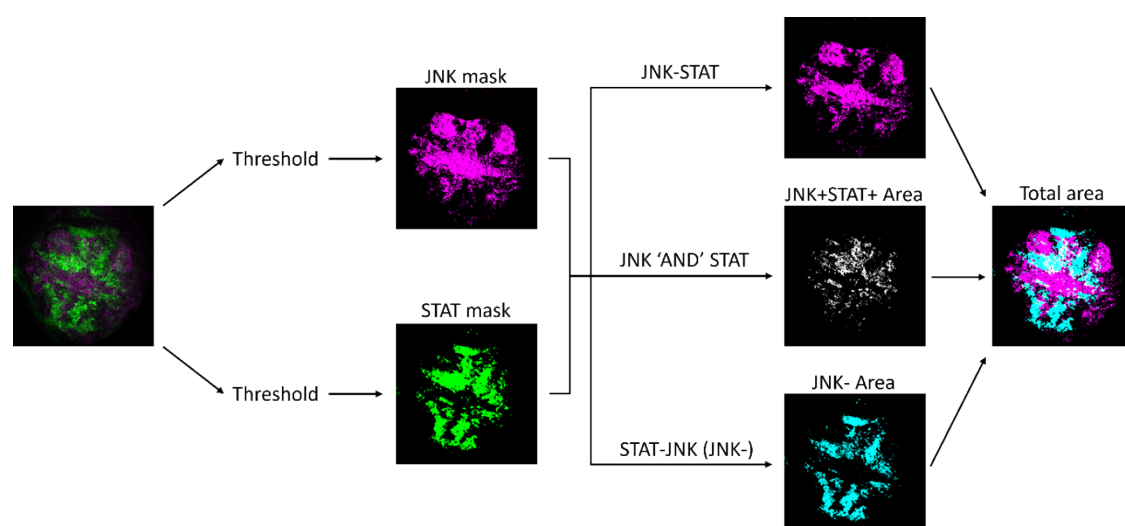 JNK mask
JNK-STAT
Threshold
JNK+STAT+ Area
Total area
JNK ‘AND’ STAT
STAT mask
Threshold
JNK- Area
STAT-JNK (JNK-)